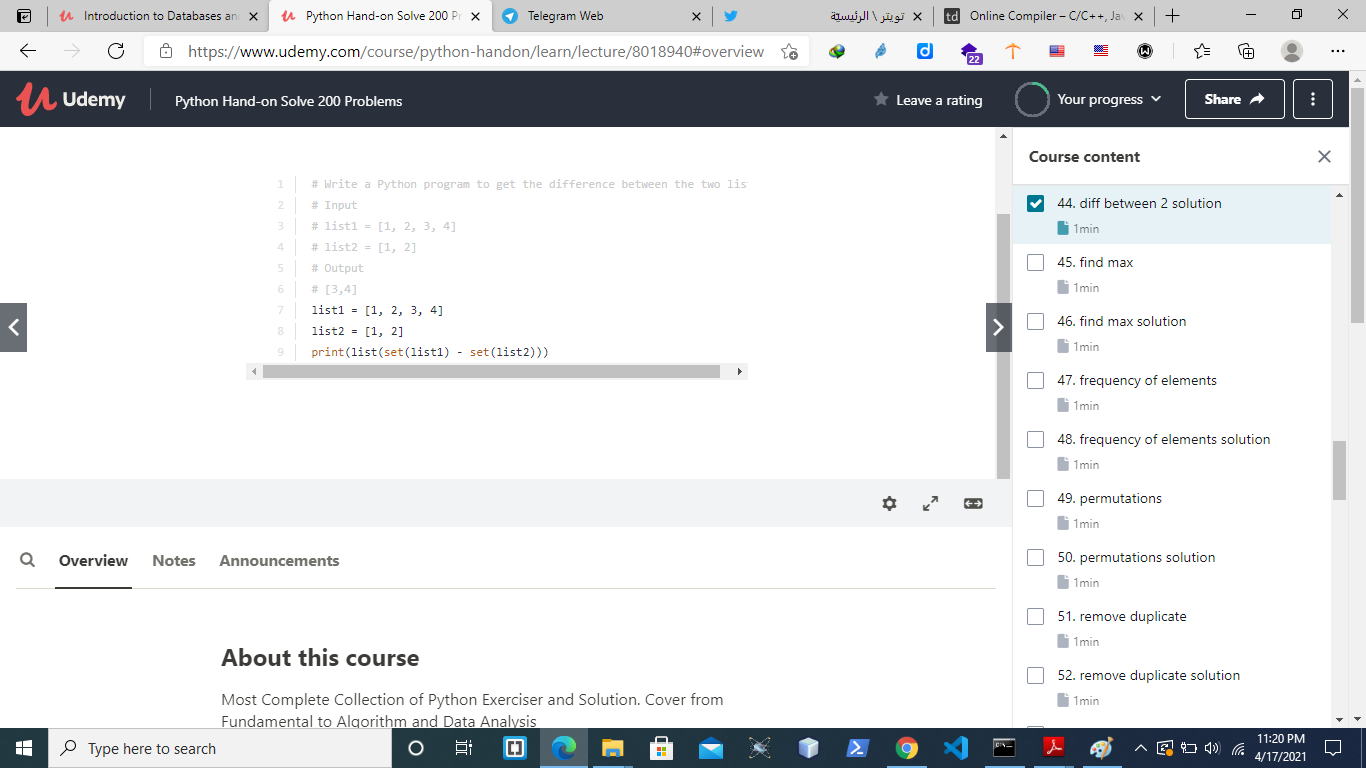 Introduction to Databases an
Python Hand-on Solve 200 Pr
Telegram Web
تويتر \ الرئيسيّة
td
Online Compiler – C/C++, Jav
https://www.udemy.com/course/python-handon/learn/lecture/8018940#overview
22
Udemy
Python Hand-on Solve 200 Problems
Leave a rating
Your progress
Share
1 # Write a Python program to get the difference between the two lis
2 # Input
3 # list1 = [1, 2, 3, 4]
4 # list2 = [1, 2]
5 # Output
6 # [3,4]
7 list1 = [1, 2, 3, 4]
8 list2 = [1, 2]
9 print(list(set(list1) - set(list2)))
Course content
44. diff between 2 solution
1min
45. find max
1min
46. find max solution
1min
47. frequency of elements
1min
48. frequency of elements solution
1min
49. permutations
1min
50. permutations solution
1min
51. remove duplicate
1min
52. remove duplicate solution
1min
Overview
Notes
Announcements
About this course
Most Complete Collection of Python Exerciser and Solution. Cover from
Fundamental to Algorithm and Data Analysis
Type here to search
11:20 PM
4/17/2021